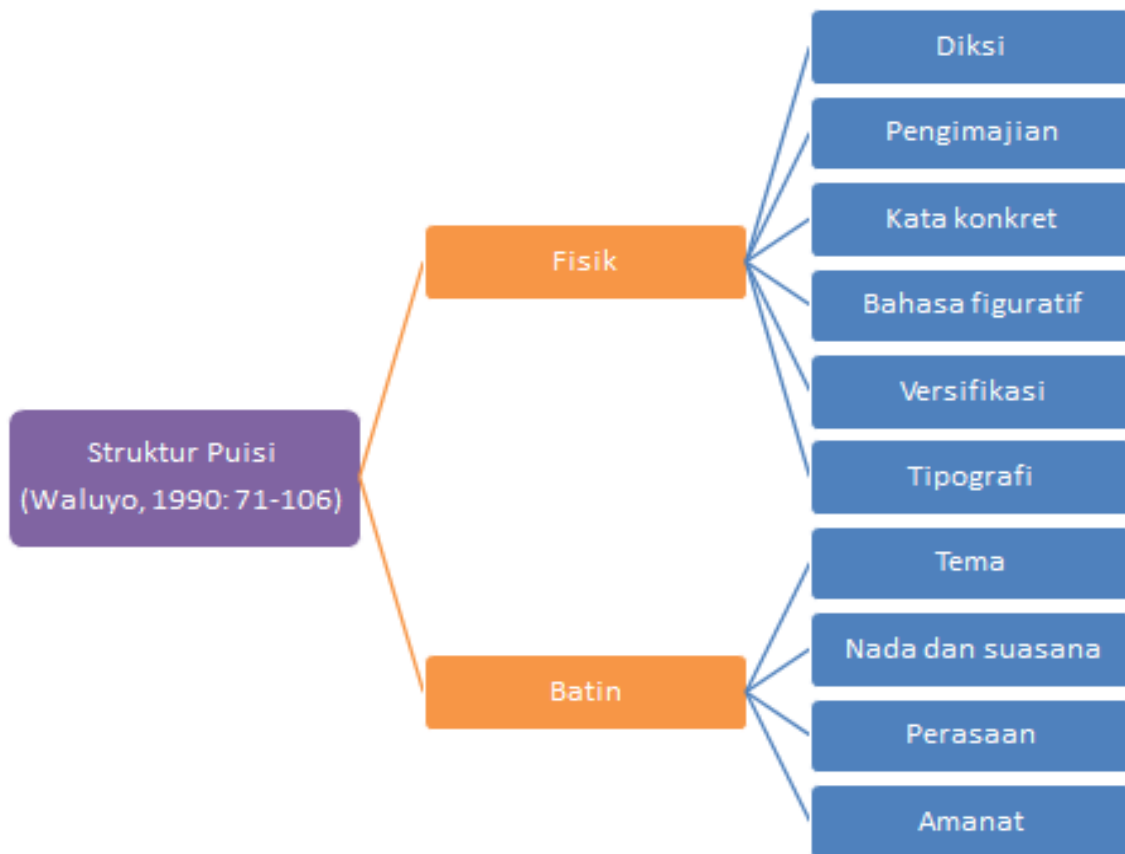 Struktur Puisi
(Waluyo, 1990: 71-106)
Fisik
Diksi
Pengimajian
Kata konkret
Bahasa figuratif
Versifikasi
Tipografi
Batin
Tema
Nada dan suasana
Perasaan
Amanat